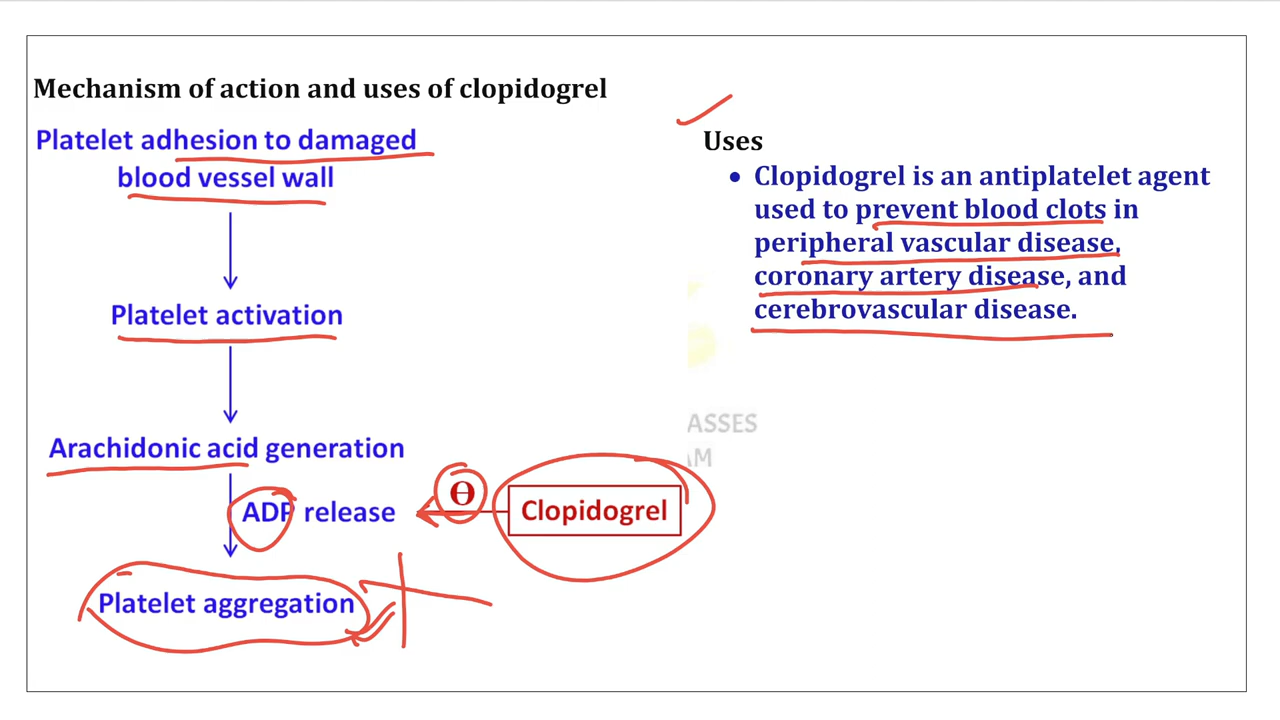 Mechanism of action and uses of clopidogrel
Platelet adhesion to damaged
blood vessel wall
Platelet activation
Arachidonic acid generation
ADP release
Θ
Clopidogrel
Platelet aggregation
Uses
• Clopidogrel is an antiplatelet agent
used to prevent blood clots in
peripheral vascular disease,
coronary artery disease, and
cerebrovascular disease.
ASSES
AM